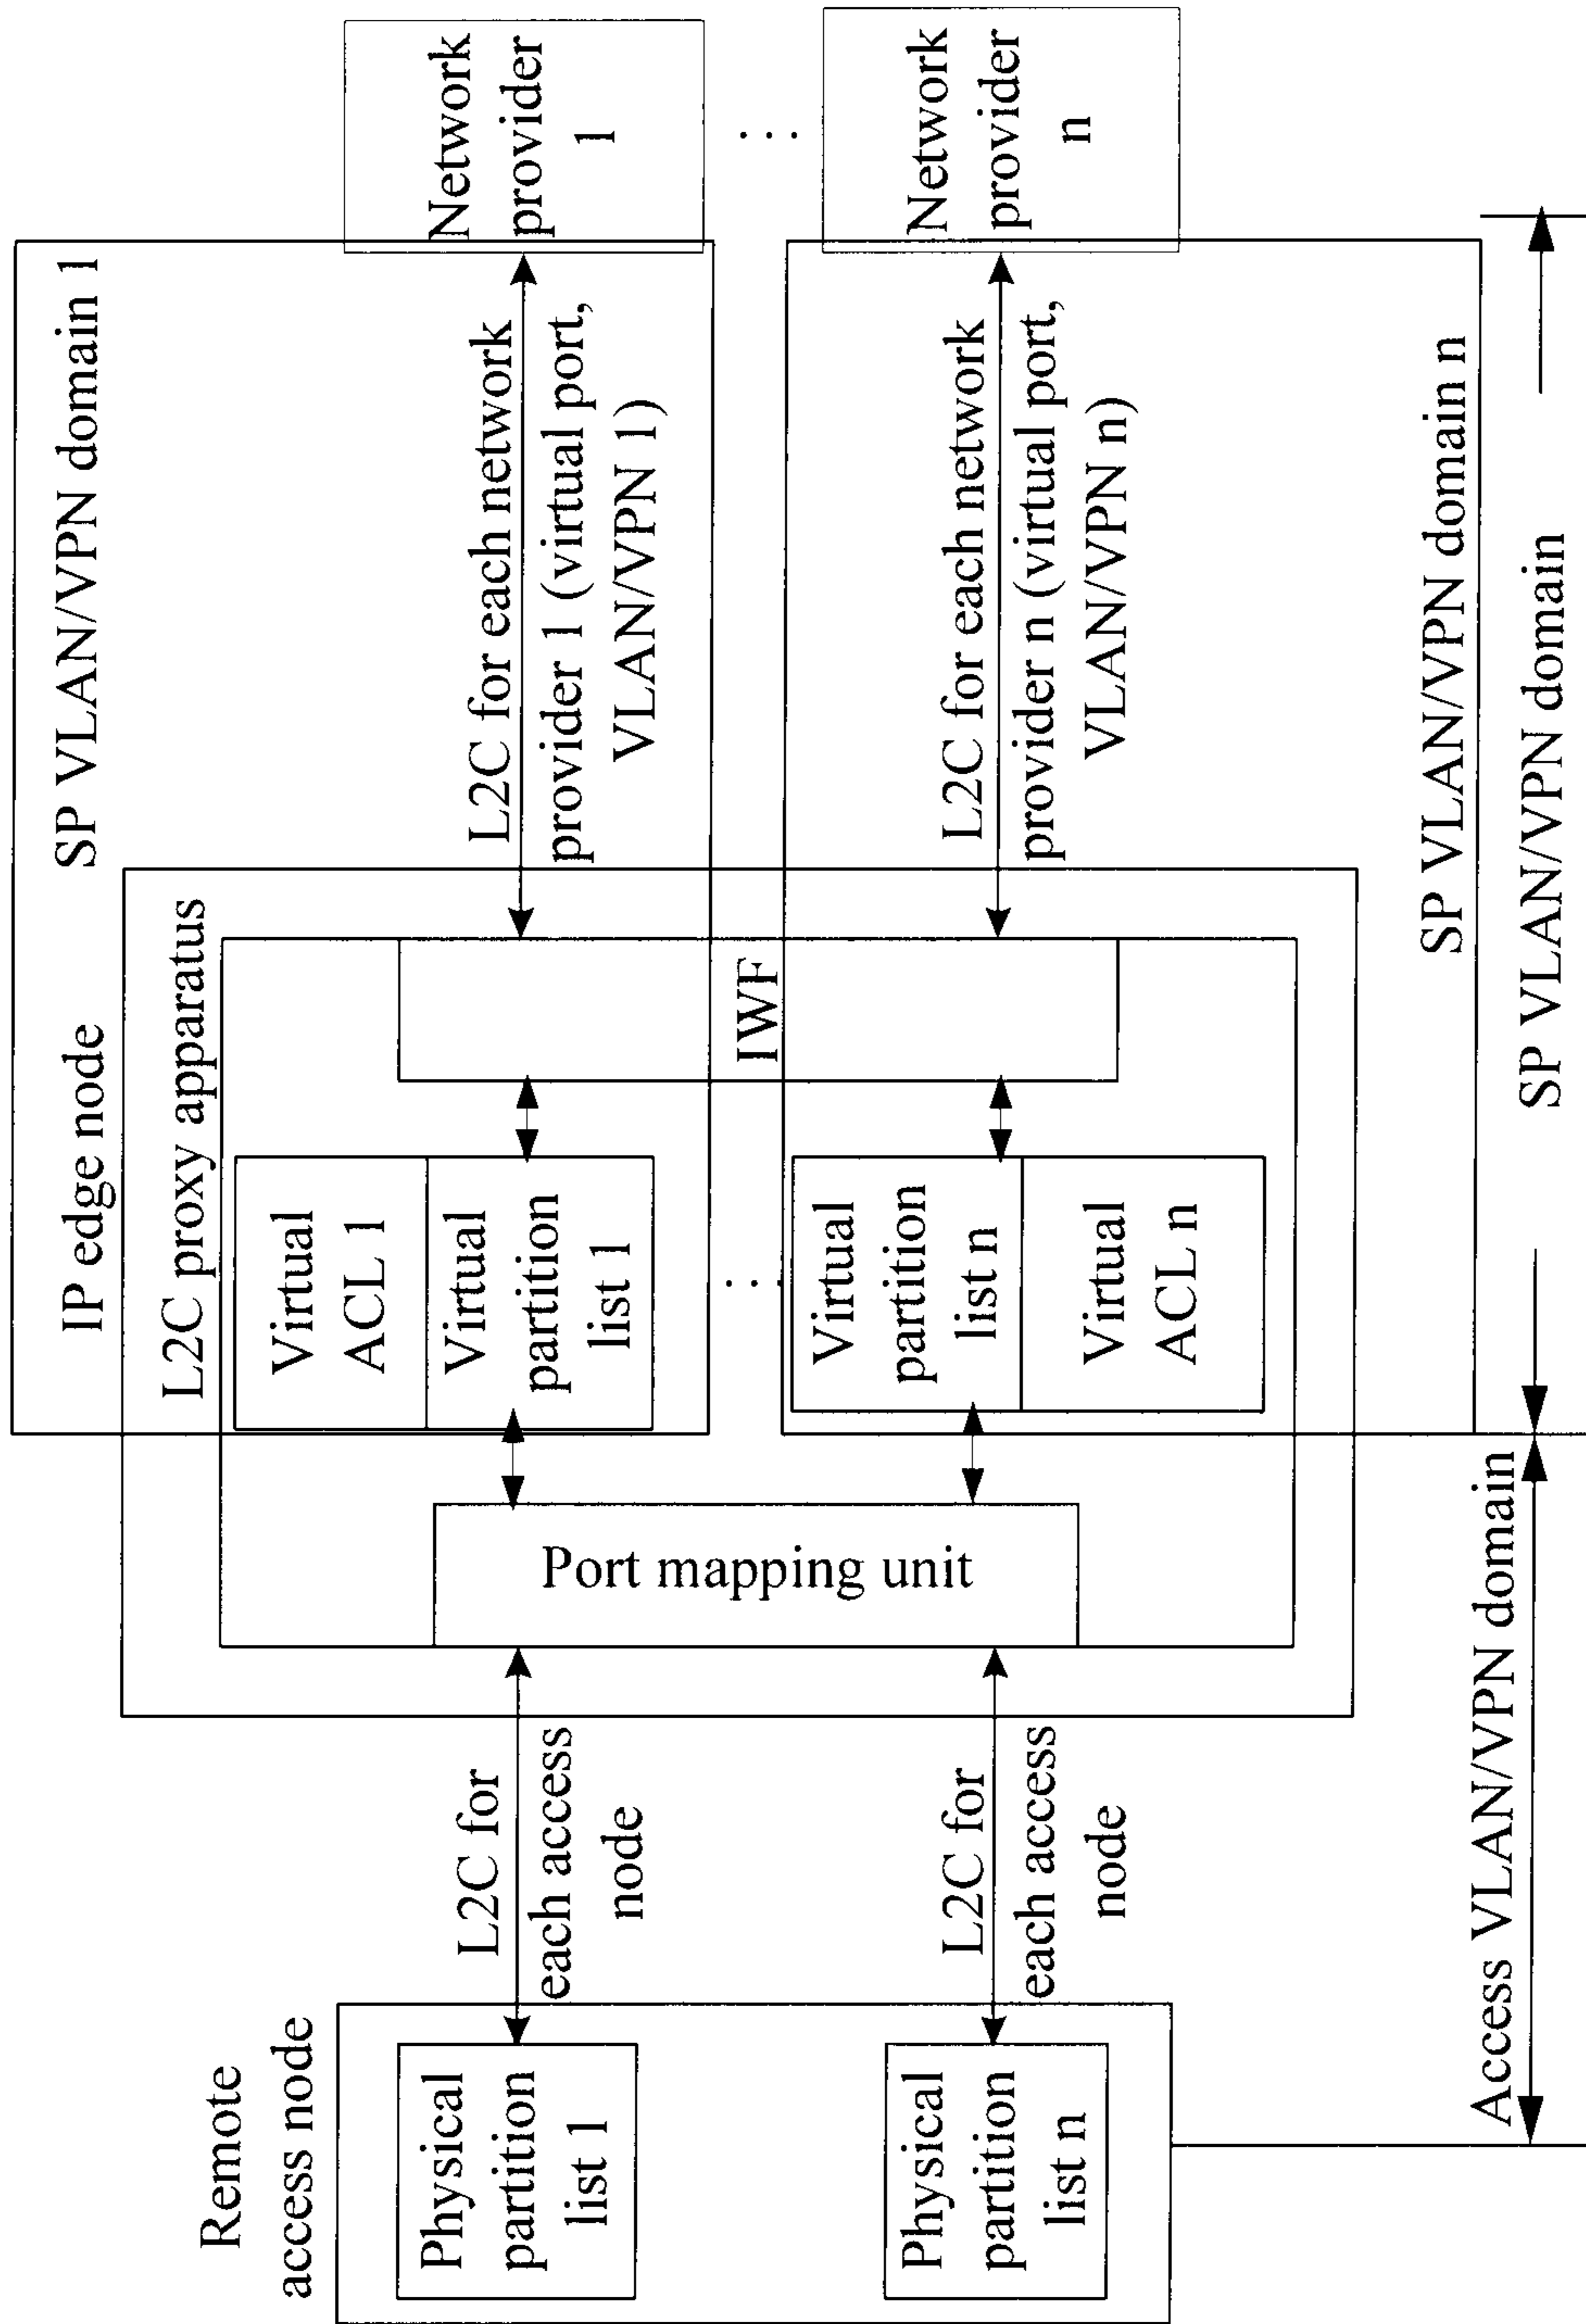 Remote
access node
Physical
partition
list 1
Physical
partition
list n
L2C for
each access
node
L2C for
each access
node
IP edge node
L2C proxy apparatus
Port mapping unit
Virtual
ACL 1
Virtual
partition
list 1
...
Virtual
partition
list n
Virtual
ACL n
IWF
SP VLAN/VPN domain 1
L2C for each network
provider 1 (virtual port,
VLAN/VPN 1)
L2C for each network
provider n (virtual port,
VLAN/VPN n)
SP VLAN/VPN domain n
Network
provider
1
...
Network
provider
n
Access VLAN/VPN domain
SP VLAN/VPN domain